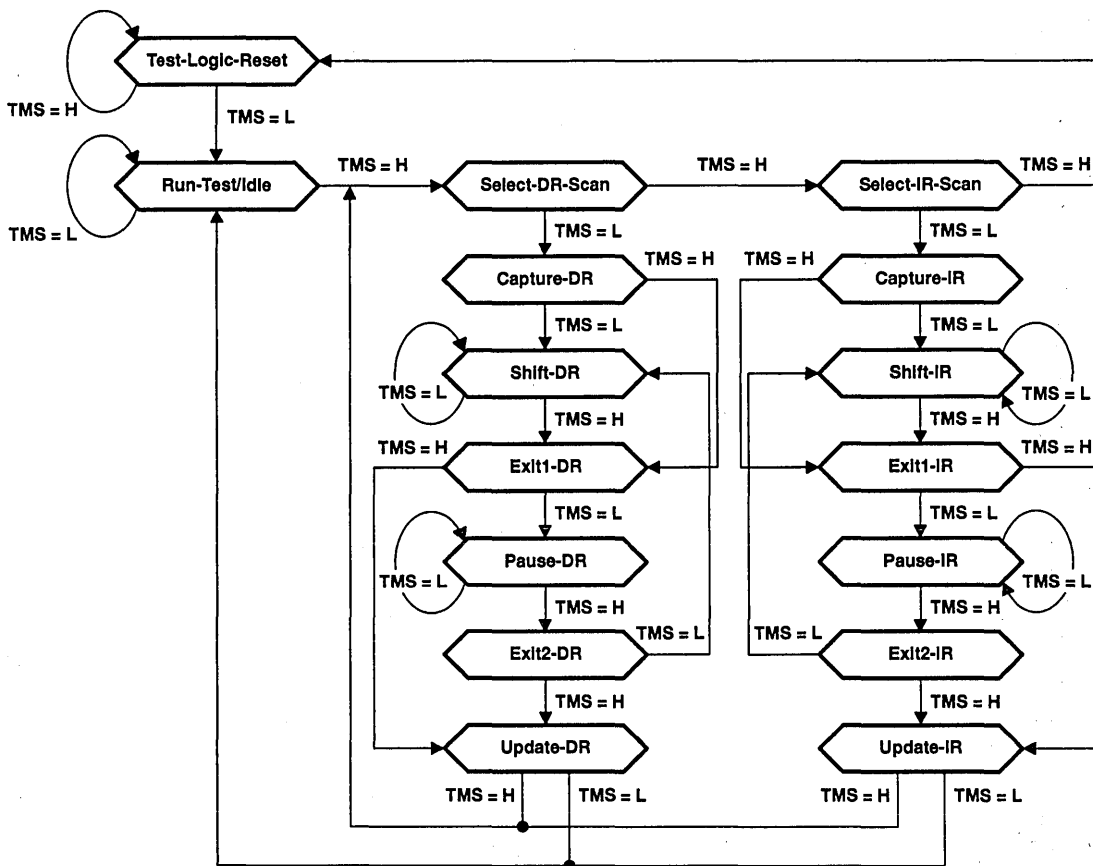 Test-Logic-Reset
TMS = H
TMS = L
TMS = H
TMS = H
TMS = H
Run-Test/Idle
Select-DR-Scan
Select-IR-Scan
TMS = L
TMS = L
TMS = L
TMS = H
TMS = H
Capture-DR
Capture-IR
TMS = L
TMS = L
Shift-DR
Shift-IR
TMS = L
TMS = L
TMS = H
TMS = H
TMS = H
TMS = H
Exit1-DR
Exit1-IR
TMS = L
TMS = L
Pause-DR
Pause-IR
TMS = L
TMS = L
TMS = H
TMS = H
TMS = L
TMS = L
Exit2-DR
Exit2-IR
TMS = H
TMS = H
Update-DR
Update-IR
TMS = H
TMS = L
TMS = H
TMS = L